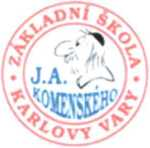 ZÁKLADNÍ ŠKOLA
J.A.
KOMENSKÉHO
KARLOVY VARY